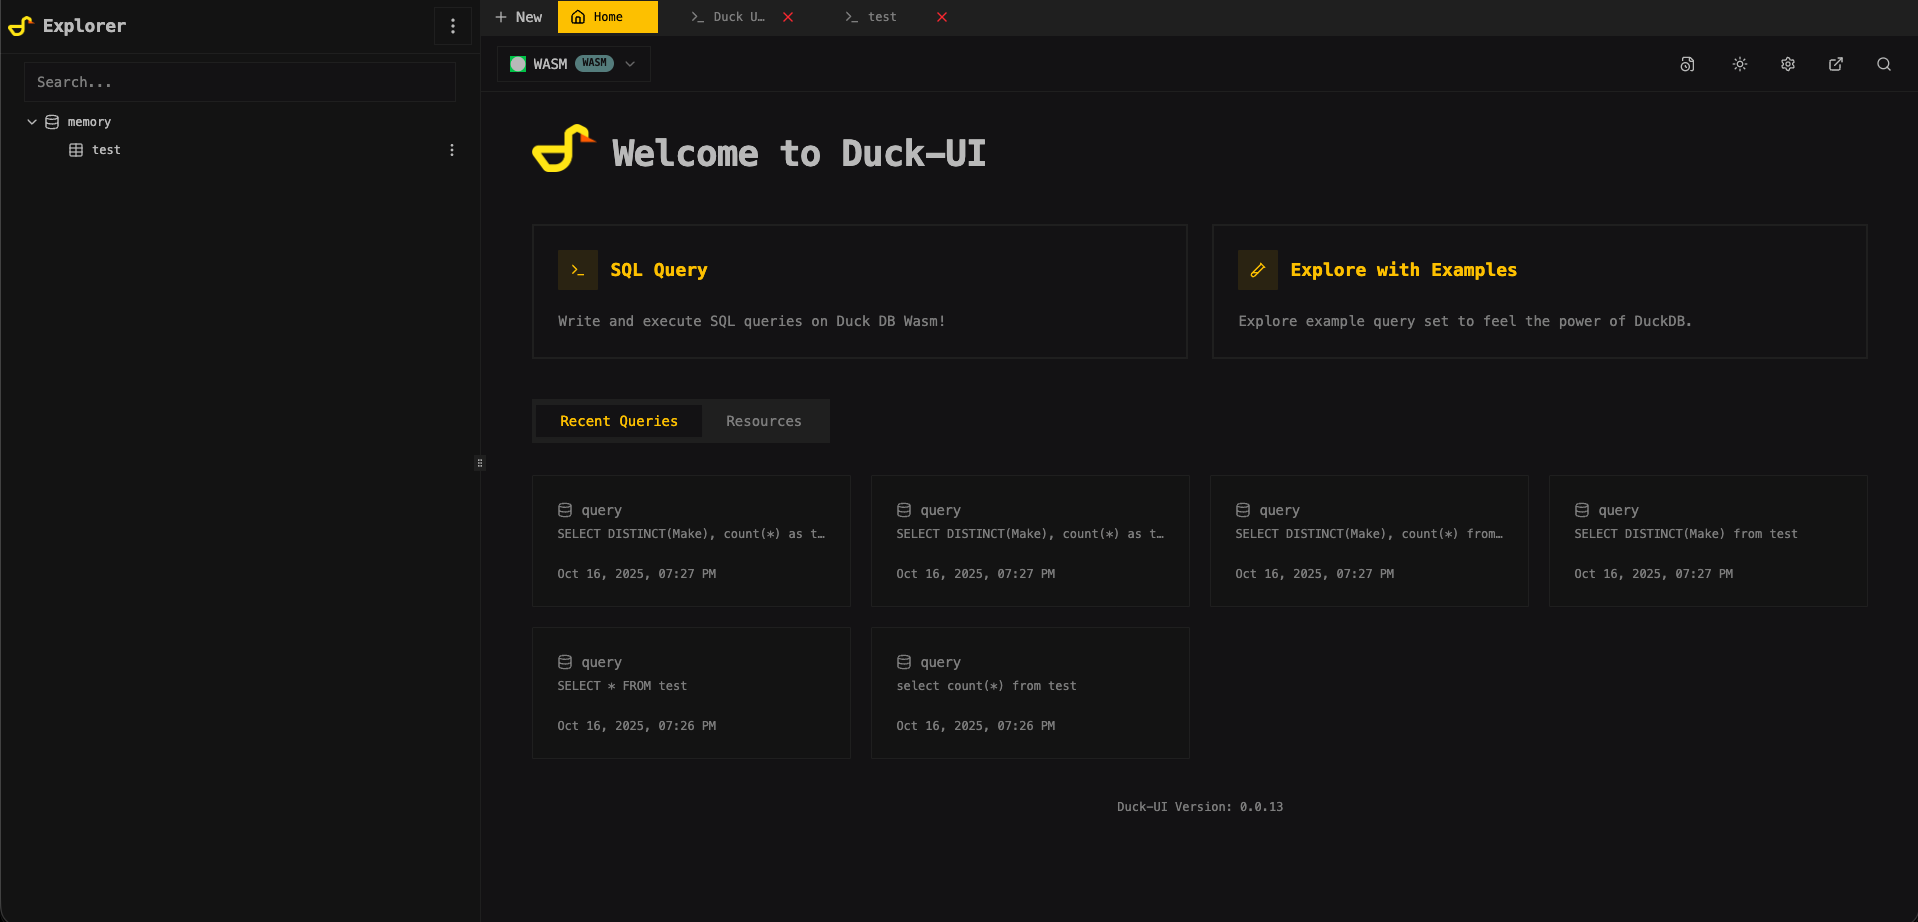 Explorer
Search...
memory
test
New
Home
Duck U…
test
WASM WASM
Welcome to Duck-UI
SQL Query
Write and execute SQL queries on Duck DB Wasm!
Explore with Examples
Explore example query set to feel the power of DuckDB.
Recent Queries
Resources
query
SELECT DISTINCT(Make), count(*) as t…
Oct 16, 2025, 07:27 PM
query
SELECT DISTINCT(Make), count(*) as t…
Oct 16, 2025, 07:27 PM
query
SELECT DISTINCT(Make), count(*) from…
Oct 16, 2025, 07:27 PM
query
SELECT DISTINCT(Make) from test
Oct 16, 2025, 07:27 PM
query
SELECT * FROM test
Oct 16, 2025, 07:26 PM
query
select count(*) from test
Oct 16, 2025, 07:26 PM
Duck-UI Version: 0.0.13